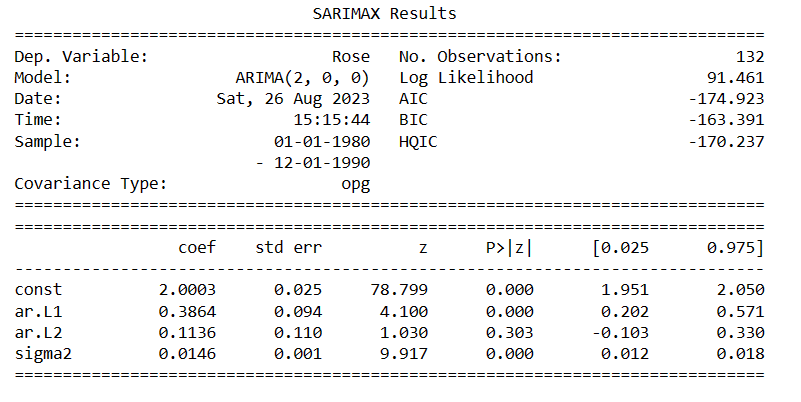 SARIMAX Results
==============================================================================
Dep. Variable:                   Rose   No. Observations:                  132
Model:                 ARIMA(2, 0, 0)   Log Likelihood                  91.461
Date:                Sat, 26 Aug 2023   AIC                           -174.923
Time:                        15:15:44   BIC                           -163.391
Sample:                    01-01-1980   HQIC                          -170.237
                         - 12-01-1990
Covariance Type:                  opg
==============================================================================
==============================================================================
                 coef    std err          z      P>|z|      [0.025      0.975]
------------------------------------------------------------------------------
const          2.0003      0.025     78.799      0.000       1.951       2.050
ar.L1          0.3864      0.094      4.100      0.000       0.202       0.571
ar.L2          0.1136      0.110      1.030      0.303      -0.103       0.330
sigma2         0.0146      0.001      9.917      0.000       0.012       0.018
==============================================================================